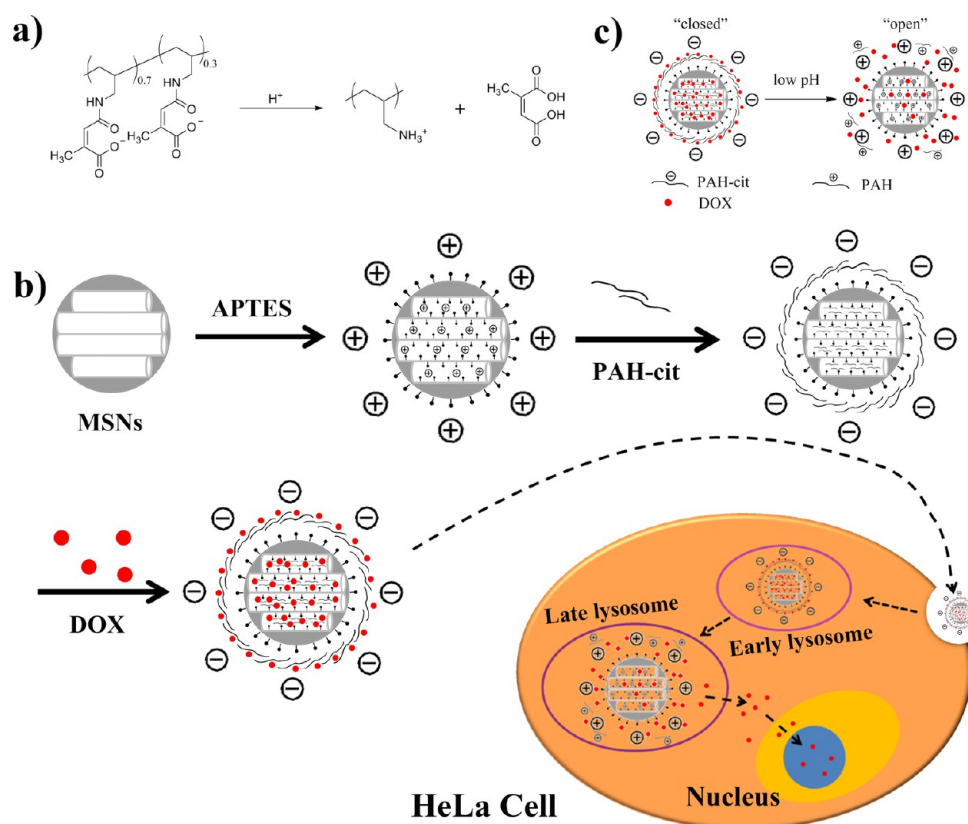 a)
0.7
0.3
HN
HN
O
O
O⁻
O⁻
H₃C
O
H₃C
O
H⁺
NH₃⁺
+
O
H₃C
OH
OH
O
c)
"closed"
"open"
low pH
PAH-cit
PAH
DOX
b)
MSNs
APTES
PAH-cit
DOX
Late lysosome
Early lysosome
Nucleus
HeLa Cell